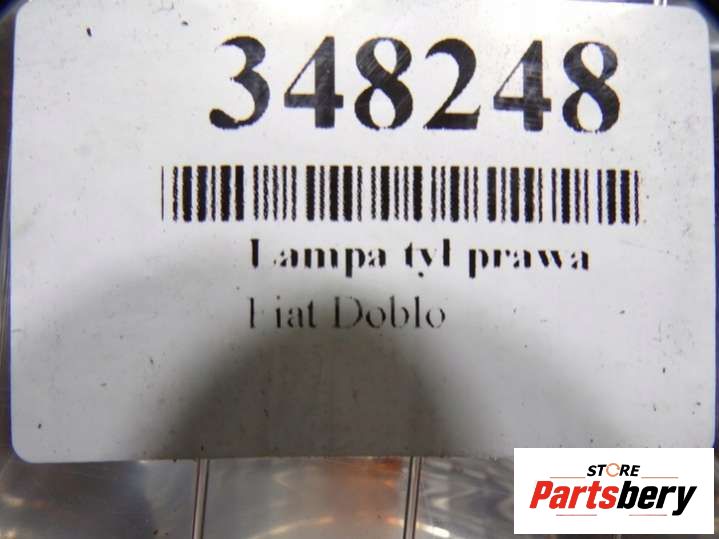 348248
Lampa tył prawa
Fiat Doblo
STORE
Partsbery